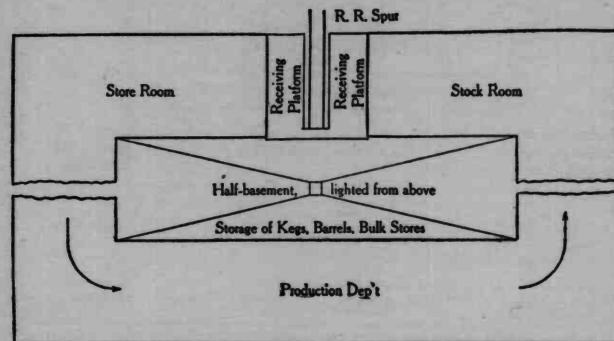 R. R. Spur
Receiving
Platform
Receiving
Platform
Store Room
Stock Room
Half-basement, lighted from above
Storage of Kegs, Barrels, Bulk Stores
Production Dep't